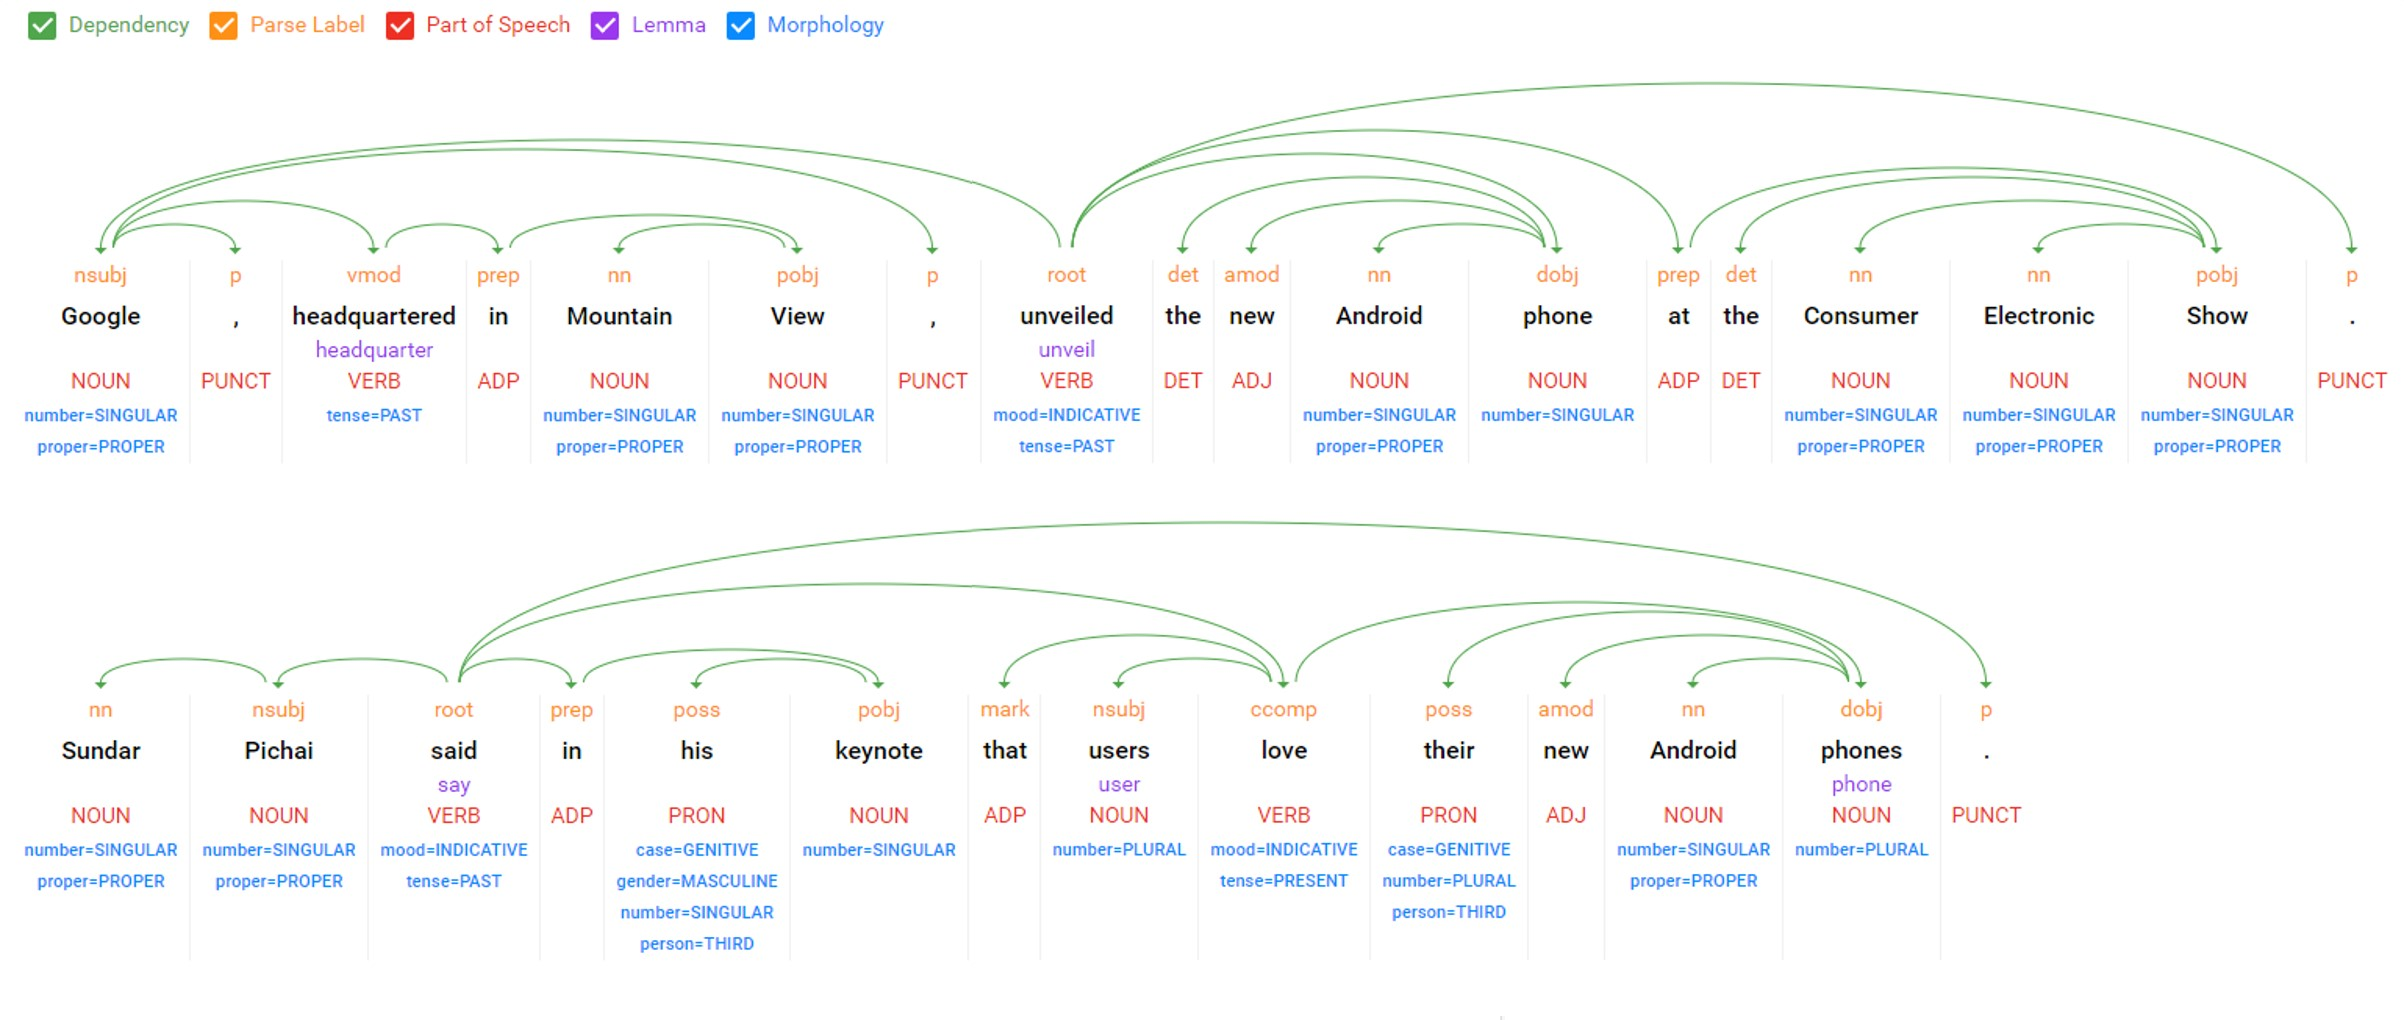 Dependency Parse Label Part of Speech Lemma Morphology
nsubj p vmod prep nn pobj p root det amod nn dobj prep det nn nn pobj p
Google , headquartered in Mountain View , unveiled the new Android phone at the Consumer Electronic Show .
headquarter unveil
NOUN PUNCT VERB ADP NOUN NOUN PUNCT VERB DET ADJ NOUN NOUN ADP DET NOUN NOUN NOUN PUNCT
number=SINGULAR tense=PAST number=SINGULAR number=SINGULAR mood=INDICATIVE number=SINGULAR number=SINGULAR number=SINGULAR number=SINGULAR number=SINGULAR
proper=PROPER proper=PROPER proper=PROPER tense=PAST proper=PROPER proper=PROPER proper=PROPER proper=PROPER
nn nsubj root prep poss pobj mark nsubj ccomp poss amod nn dobj p
Sundar Pichai said in his keynote that users love their new Android phones .
say user phone
NOUN NOUN VERB ADP PRON NOUN ADP NOUN VERB PRON ADJ NOUN NOUN PUNCT
number=SINGULAR number=SINGULAR mood=INDICATIVE case=GENITIVE number=SINGULAR number=PLURAL mood=INDICATIVE case=GENITIVE number=SINGULAR number=PLURAL
proper=PROPER proper=PROPER tense=PAST gender=MASCULINE tense=PRESENT number=PLURAL proper=PROPER
number=SINGULAR person=THIRD
person=THIRD